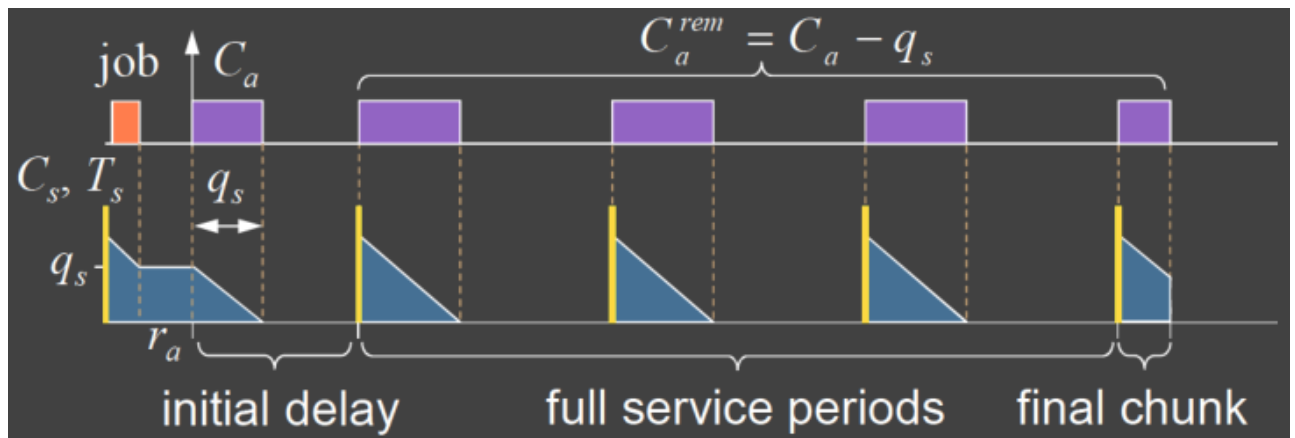 C_a^{rem} = C_a - q_s
job C_a
C_s, T_s q_s
q_s
r_a
initial delay full service periods final chunk